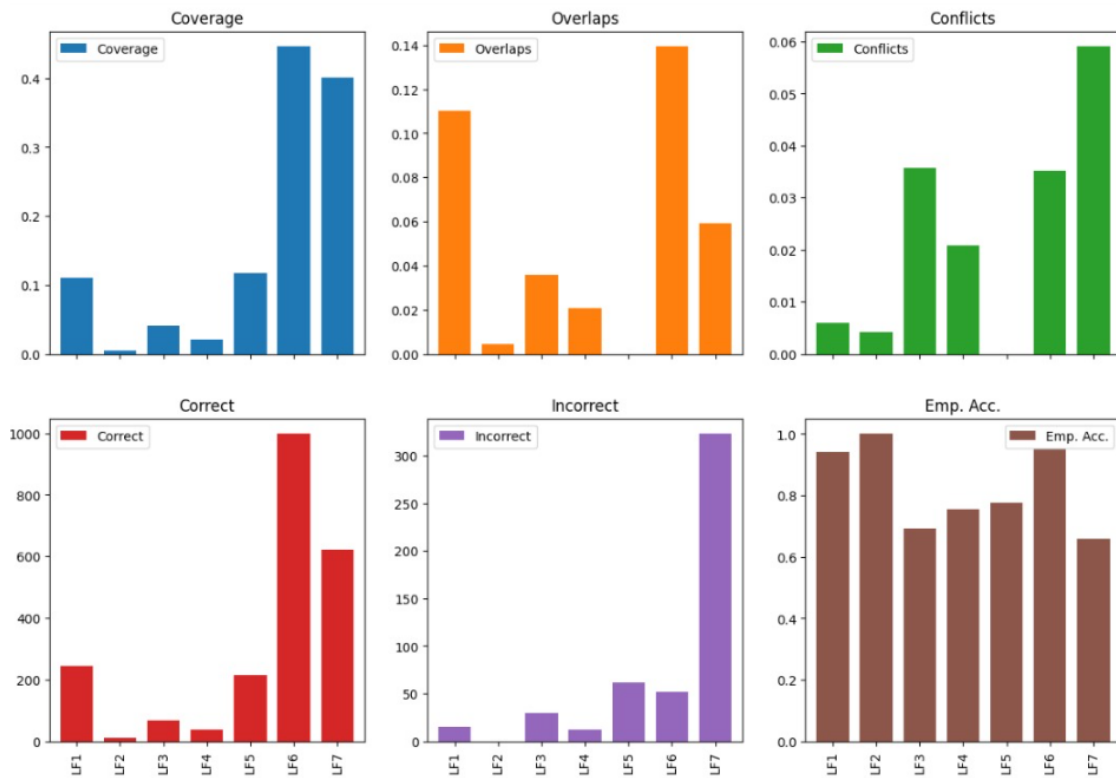 Coverage
Coverage
0.4
0.3
0.2
0.1
0.0
Overlaps
Overlaps
0.14
0.12
0.10
0.08
0.06
0.04
0.02
0.00
Conflicts
Conflicts
0.06
0.05
0.04
0.03
0.02
0.01
0.00
Correct
Correct
1000
800
600
400
200
0
LF1
LF2
LF3
LF4
LF5
LF6
LF7
Incorrect
Incorrect
300
250
200
150
100
50
0
LF1
LF2
LF3
LF4
LF5
LF6
LF7
Emp. Acc.
Emp. Acc.
1.0
0.8
0.6
0.4
0.2
0.0
LF1
LF2
LF3
LF4
LF5
LF6
LF7